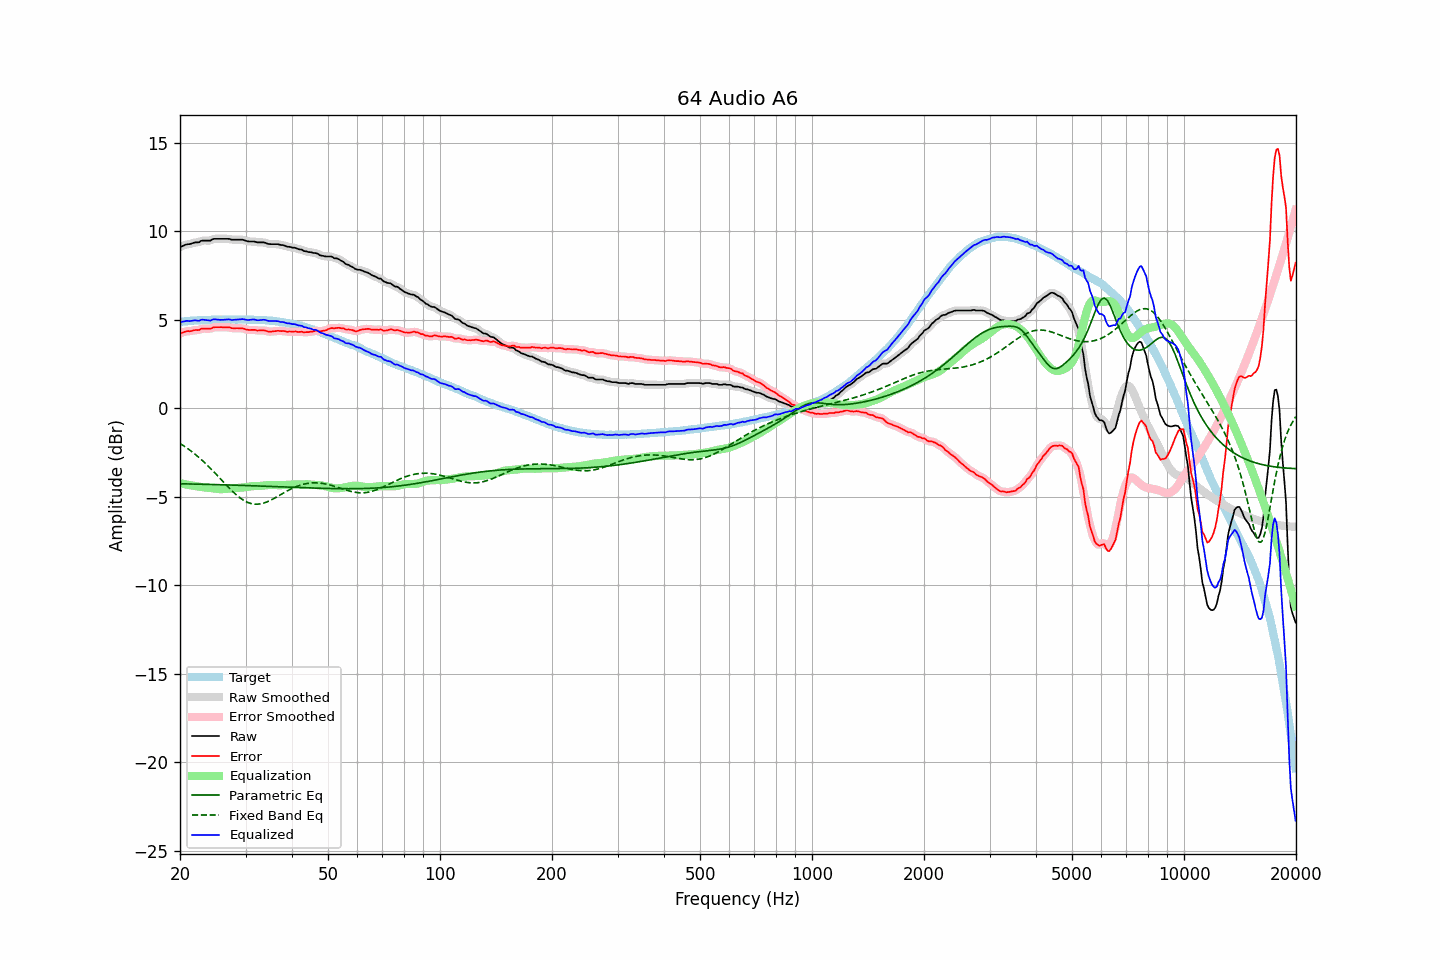 64 Audio A6
15
10
5
0
−5
−10
−15
−20
−25
Amplitude (dBr)
Target
Raw Smoothed
Error Smoothed
Raw
Error
Equalization
Parametric Eq
Fixed Band Eq
Equalized
20 50 100 200 500 1000 2000 5000 10000 20000
Frequency (Hz)